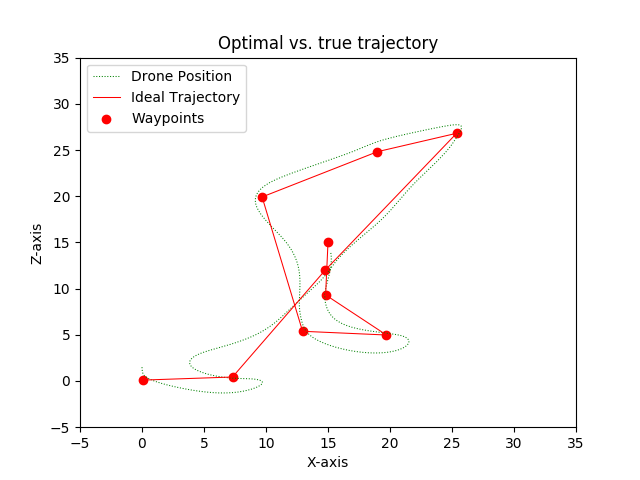 Optimal vs. true trajectory
35
30
25
20
15
10
5
0
−5
Z-axis
Drone Position
Ideal Trajectory
Waypoints
−5 0 5 10 15 20 25 30 35
X-axis